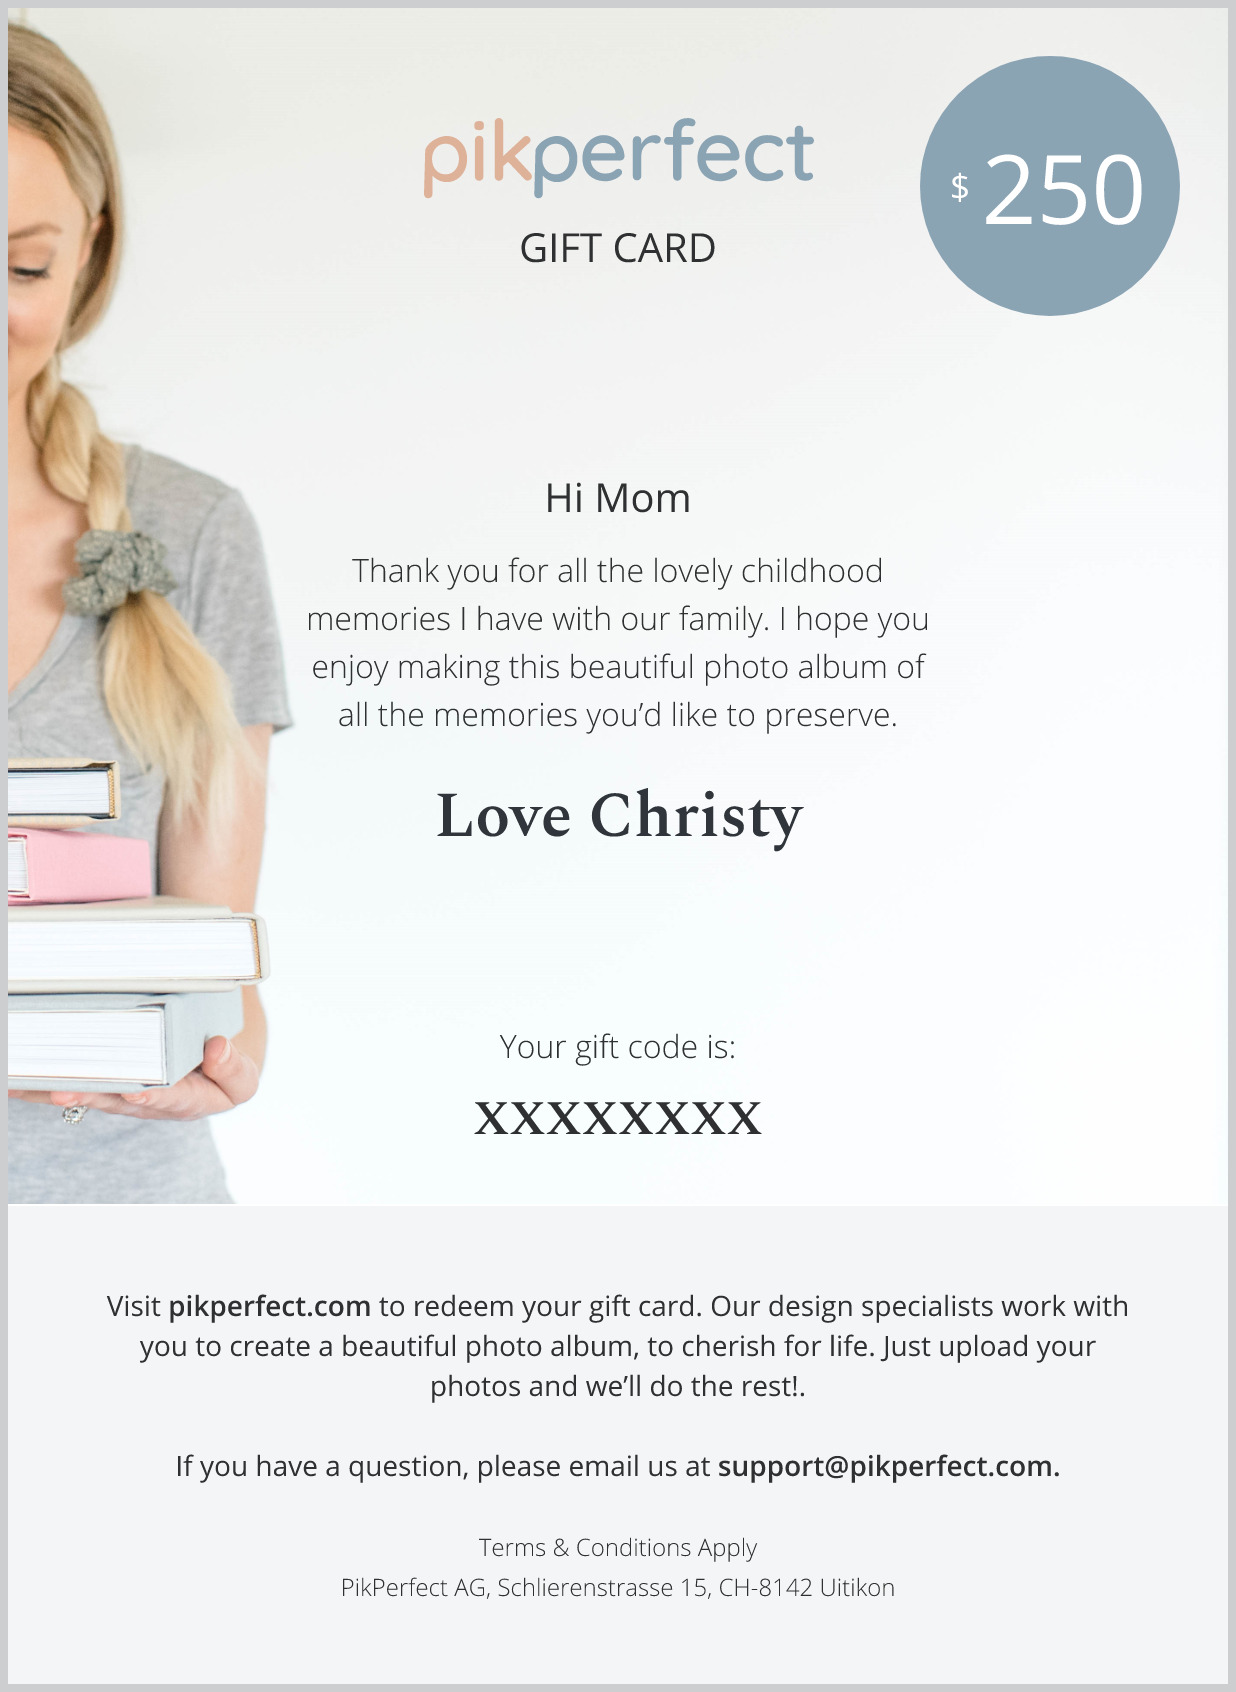 pikperfect
GIFT CARD
$ 250
Hi Mom
Thank you for all the lovely childhood
memories I have with our family. I hope you
enjoy making this beautiful photo album of
all the memories you’d like to preserve.
Love Christy
Your gift code is:
XXXXXXXX
Visit pikperfect.com to redeem your gift card. Our design specialists work with
you to create a beautiful photo album, to cherish for life. Just upload your
photos and we’ll do the rest!.
If you have a question, please email us at support@pikperfect.com.
Terms & Conditions Apply
PikPerfect AG, Schlierenstrasse 15, CH-8142 Uitikon